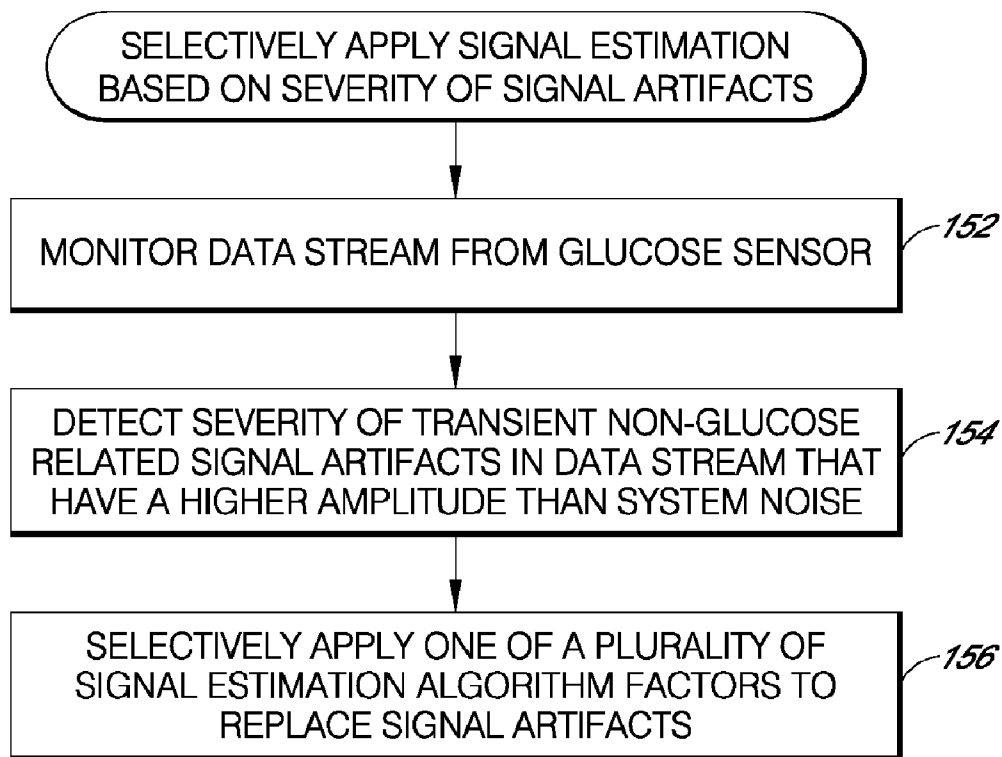 SELECTIVELY APPLY SIGNAL ESTIMATION
BASED ON SEVERITY OF SIGNAL ARTIFACTS
MONITOR DATA STREAM FROM GLUCOSE SENSOR
152
DETECT SEVERITY OF TRANSIENT NON-GLUCOSE
RELATED SIGNAL ARTIFACTS IN DATA STREAM THAT
HAVE A HIGHER AMPLITUDE THAN SYSTEM NOISE
154
SELECTIVELY APPLY ONE OF A PLURALITY OF
SIGNAL ESTIMATION ALGORITHM FACTORS TO
REPLACE SIGNAL ARTIFACTS
156